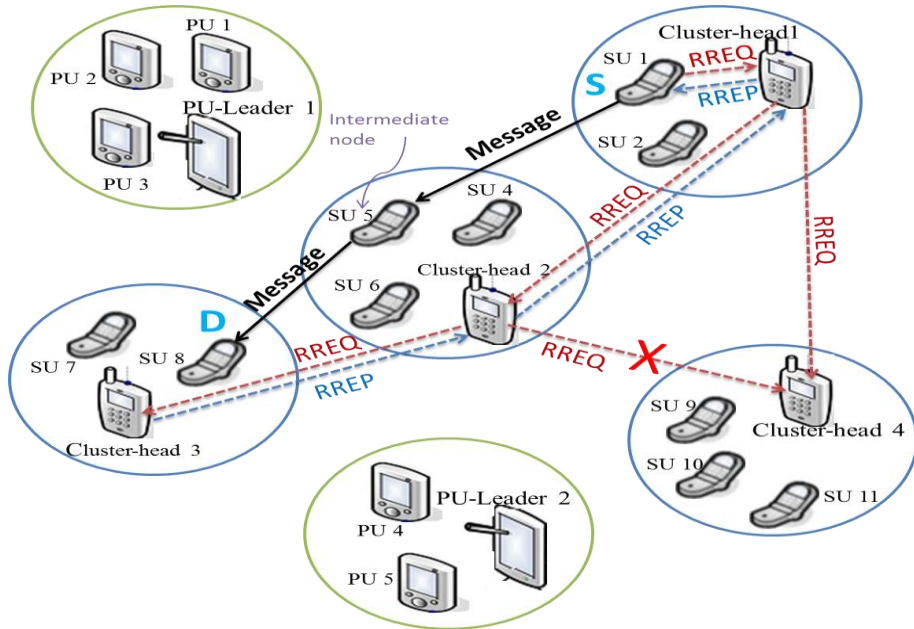 PU 1
PU 2
PU-Leader 1
PU 3
Cluster-head1
SU 1
RREQ
S
RREP
SU 2
Intermediate
node
Message
SU 5
SU 4
RREQ
RREP
RREQ
Message
Cluster-head 2
SU 6
D
SU 7
SU 8
RREQ
RREP
RREQ
X
Cluster-head 3
SU 9
Cluster-head 4
SU 10
SU 11
PU-Leader 2
PU 4
PU 5